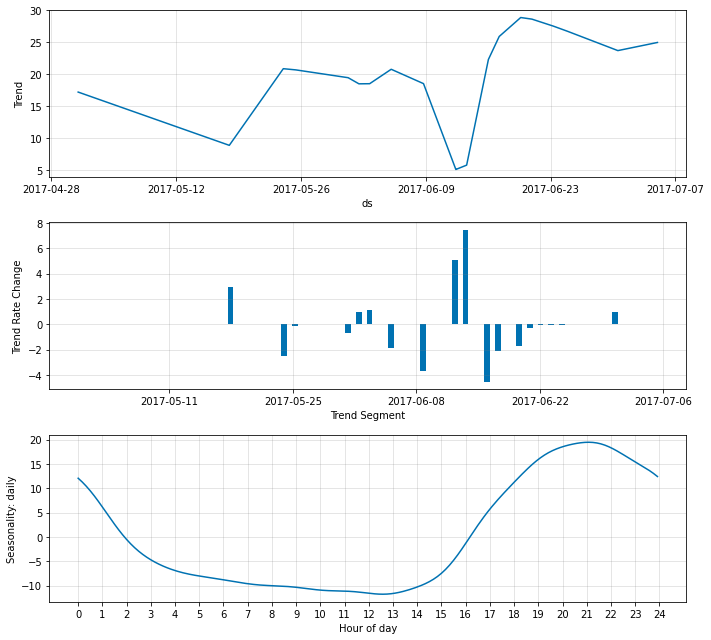 30
25
20
15
10
5
Trend
2017-04-28 2017-05-12 2017-05-26 2017-06-09 2017-06-23 2017-07-07
ds
8
6
4
2
0
−2
−4
Trend Rate Change
2017-05-11 2017-05-25 2017-06-08 2017-06-22 2017-07-06
Trend Segment
20
15
10
5
0
−5
−10
Seasonality: daily
0 1 2 3 4 5 6 7 8 9 10 11 12 13 14 15 16 17 18 19 20 21 22 23 24
Hour of day